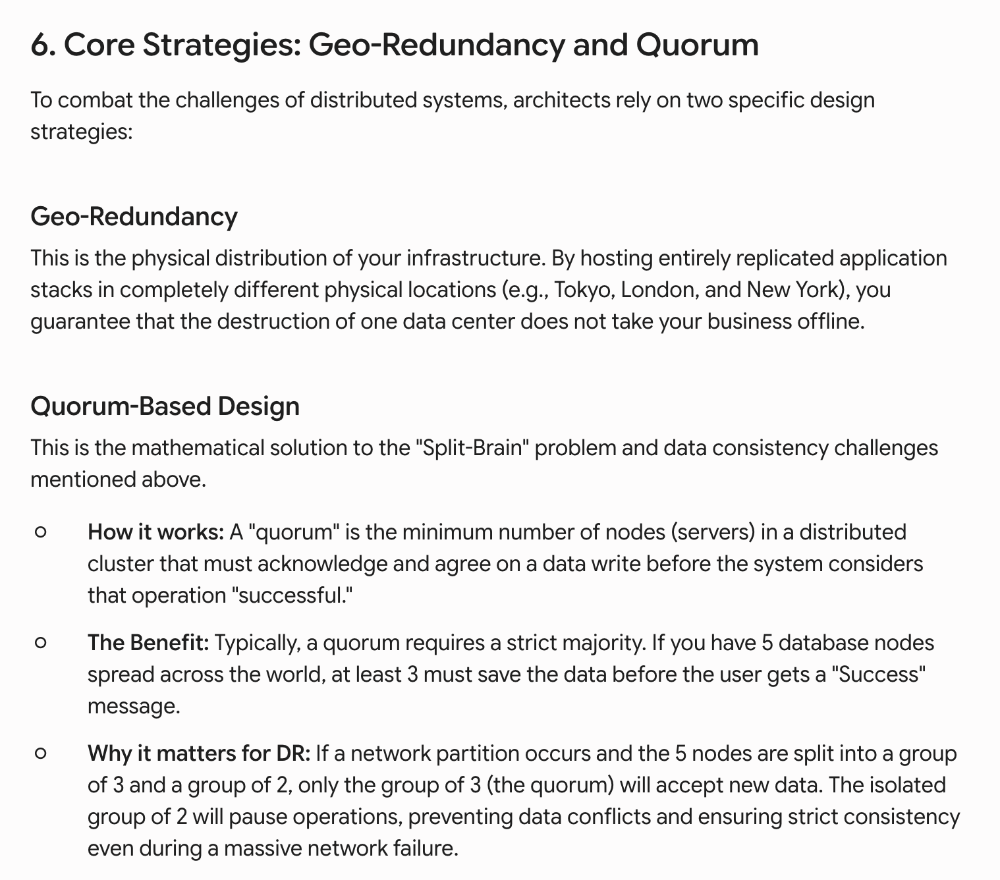 6. Core Strategies: Geo-Redundancy and Quorum
To combat the challenges of distributed systems, architects rely on two specific design
strategies:
Geo-Redundancy
This is the physical distribution of your infrastructure. By hosting entirely replicated application
stacks in completely different physical locations (e.g., Tokyo, London, and New York), you
guarantee that the destruction of one data center does not take your business offline.
Quorum-Based Design
This is the mathematical solution to the "Split-Brain" problem and data consistency challenges
mentioned above.
How it works: A "quorum" is the minimum number of nodes (servers) in a distributed
cluster that must acknowledge and agree on a data write before the system considers
that operation "successful."
The Benefit: Typically, a quorum requires a strict majority. If you have 5 database nodes
spread across the world, at least 3 must save the data before the user gets a "Success"
message.
Why it matters for DR: If a network partition occurs and the 5 nodes are split into a group
of 3 and a group of 2, only the group of 3 (the quorum) will accept new data. The isolated
group of 2 will pause operations, preventing data conflicts and ensuring strict consistency
even during a massive network failure.